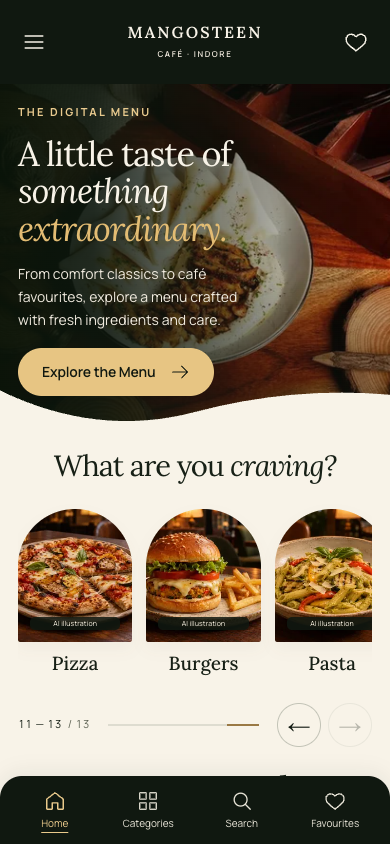 MANGOSTEEN
CAFÉ · INDORE
THE DIGITAL MENU
A little taste of
something
extraordinary.
From comfort classics to café
favourites, explore a menu crafted
with fresh ingredients and care.
Explore the Menu →
What are you craving?
AI illustration
AI illustration
AI illustration
Pizza
Burgers
Pasta
11 — 13 / 13
← →
Home
Categories
Search
Favourites